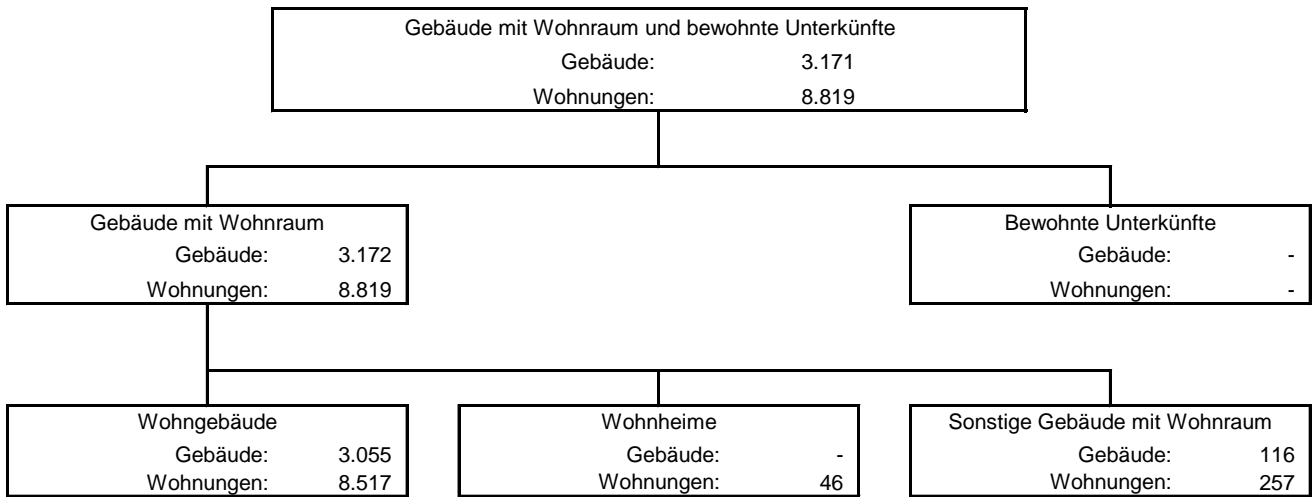 Gebäude mit Wohnraum und bewohnte Unterkünfte
Gebäude: 3.171
Wohnungen: 8.819
Gebäude mit Wohnraum
Gebäude: 3.172
Wohnungen: 8.819
Bewohnte Unterkünfte
Gebäude: -
Wohnungen: -
Wohngebäude
Gebäude: 3.055
Wohnungen: 8.517
Wohnheime
Gebäude: -
Wohnungen: 46
Sonstige Gebäude mit Wohnraum
Gebäude: 116
Wohnungen: 257